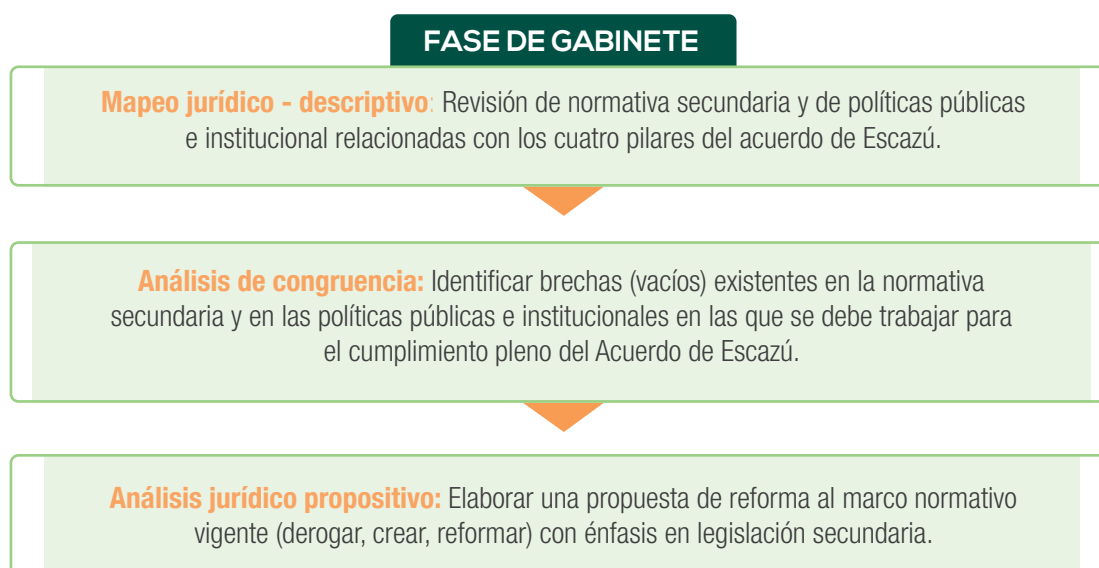 FASE DE GABINETE
Mapeo jurídico - descriptivo: Revisión de normativa secundaria y de políticas públicas
e institucional relacionadas con los cuatro pilares del acuerdo de Escazú.
Análisis de congruencia: Identificar brechas (vacíos) existentes en la normativa
secundaria y en las políticas públicas e institucionales en las que se debe trabajar para
el cumplimiento pleno del Acuerdo de Escazú.
Análisis jurídico propositivo: Elaborar una propuesta de reforma al marco normativo
vigente (derogar, crear, reformar) con énfasis en legislación secundaria.